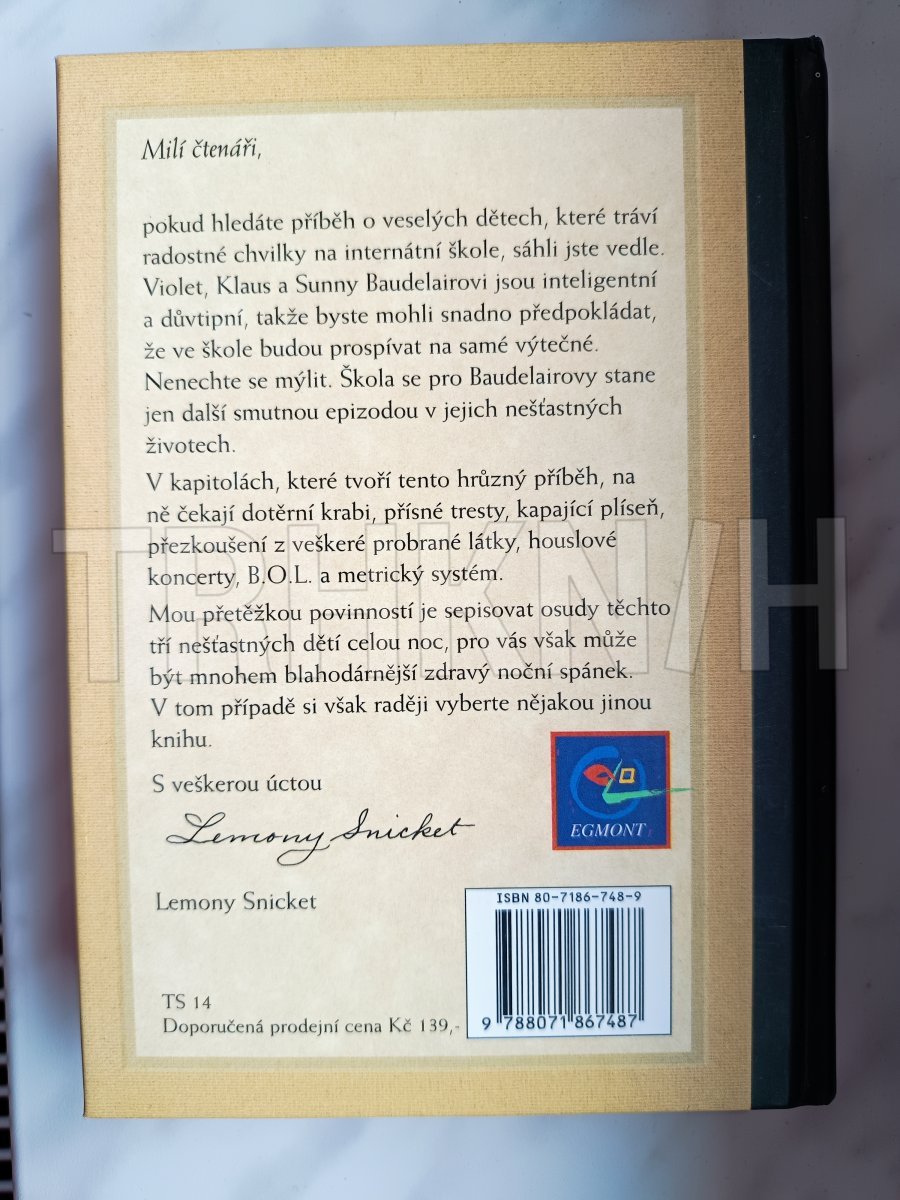 Milí čtenáři,
pokud hledáte příběh o veselých dětech, které tráví
radostné chvilky na internátní škole, sáhli jste vedle.
Violet, Klaus a Sunny Baudelairovi jsou inteligentní
a důvtipní, takže byste mohli snadno předpokládat,
že ve škole budou prospívat na samé výtečné.
Nenechte se mýlit. Škola se pro Baudelairovy stane
jen další smutnou epizodou v jejich nešťastných
životech.
V kapitolách, které tvoří tento hrůzný příběh, na
ně čekají dotěrní krabi, přísné tresty, kapající plíseň,
přezkoušení z veškeré probrané látky, houslové
koncerty, B.O.L. a metrický systém.
Mou přetěžkou povinností je sepisovat osudy těchto
tří nešťastných dětí celou noc, pro vás však může
být mnohem blahodárnější zdravý noční spánek.
V tom případě si však raději vyberte nějakou jinou
knihu.
S veškerou úctou
Lemony Snicket
EGMONT
Lemony Snicket
ISBN 80-7186-748-9
9 788071 867487
TS 14
Doporučená prodejní cena Kč 139,-
TRHKNIH